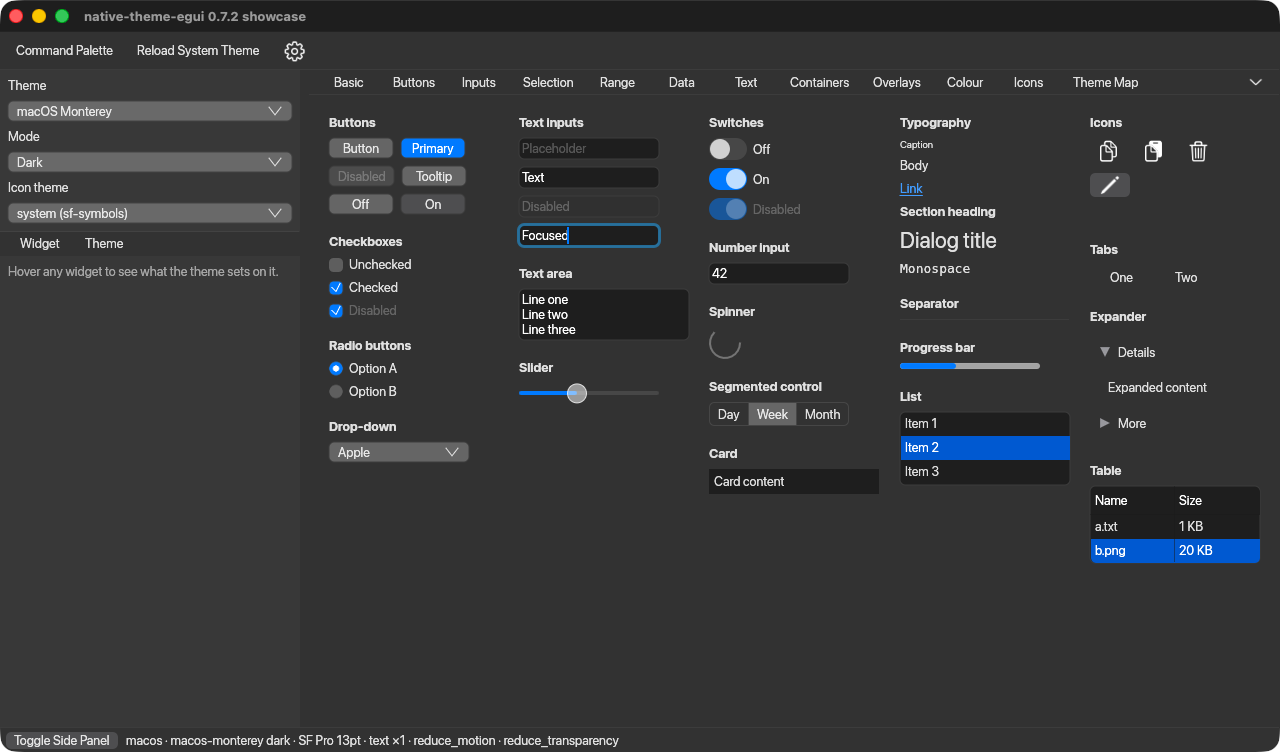 native-theme-egui 0.7.2 showcase
Command Palette
Reload System Theme
Theme
macOS Monterey
Mode
Dark
Icon theme
system (sf-symbols)
Widget
Theme
Hover any widget to see what the theme sets on it.
Basic
Buttons
Inputs
Selection
Range
Data
Text
Containers
Overlays
Colour
Icons
Theme Map
Buttons
Button
Primary
Disabled
Tooltip
Off
On
Checkboxes
Unchecked
Checked
Disabled
Radio buttons
Option A
Option B
Drop-down
Apple
Text inputs
Placeholder
Text
Disabled
Focused
Text area
Line one
Line two
Line three
Slider
Switches
Off
On
Disabled
Number input
42
Spinner
Segmented control
Day
Week
Month
Card
Card content
Typography
Caption
Body
Link
Section heading
Dialog title
Monospace
Separator
Progress bar
List
Item 1
Item 2
Item 3
Icons
Tabs
One
Two
Expander
Details
Expanded content
More
Table
Name
Size
a.txt
1 KB
b.png
20 KB
Toggle Side Panel
macos · macos-monterey dark · SF Pro 13pt · text ×1 · reduce_motion · reduce_transparency